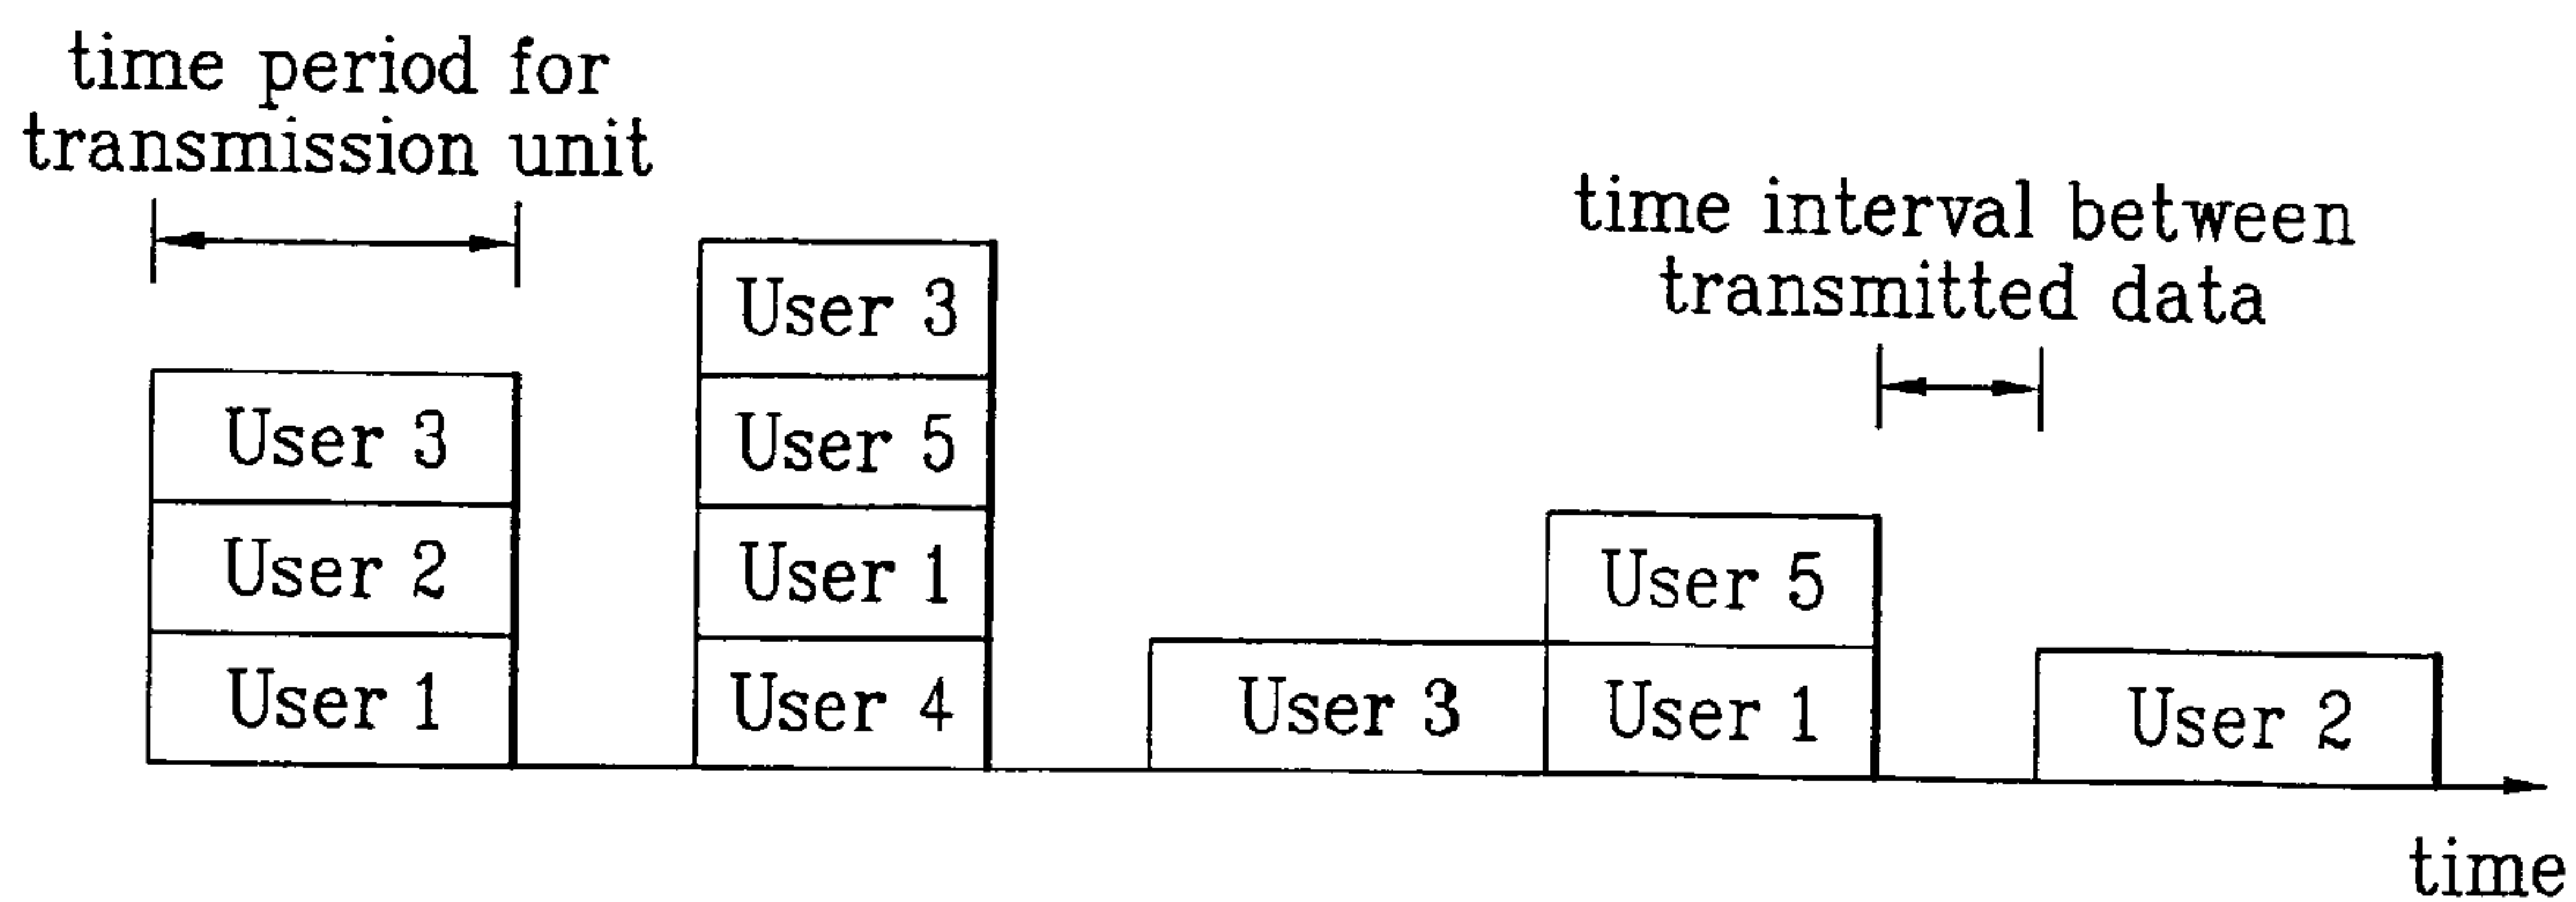 time period for
transmission unit
time interval between
transmitted data
User 3
User 2
User 1
User 3
User 5
User 1
User 4
User 3
User 5
User 1
User 2
time